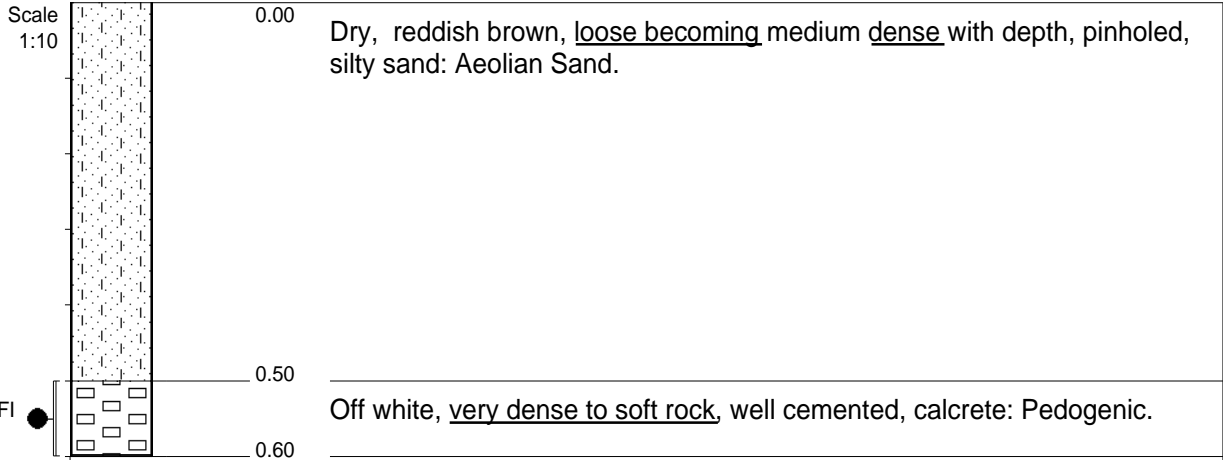 Scale
1:10
0.00
Dry, reddish brown, loose becoming medium dense with depth, pinholed,
silty sand: Aeolian Sand.
0.50
FI
Off white, very dense to soft rock, well cemented, calcrete: Pedogenic.
0.60